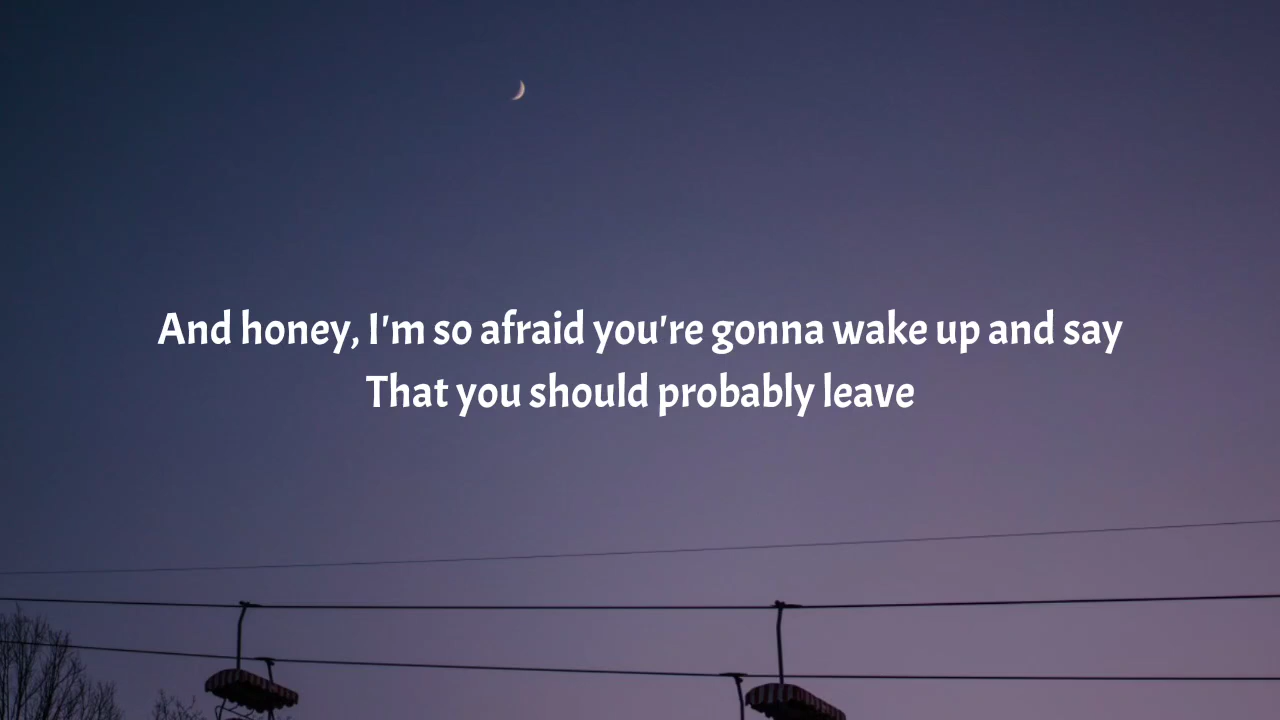 And honey, I'm so afraid you're gonna wake up and say
That you should probably leave